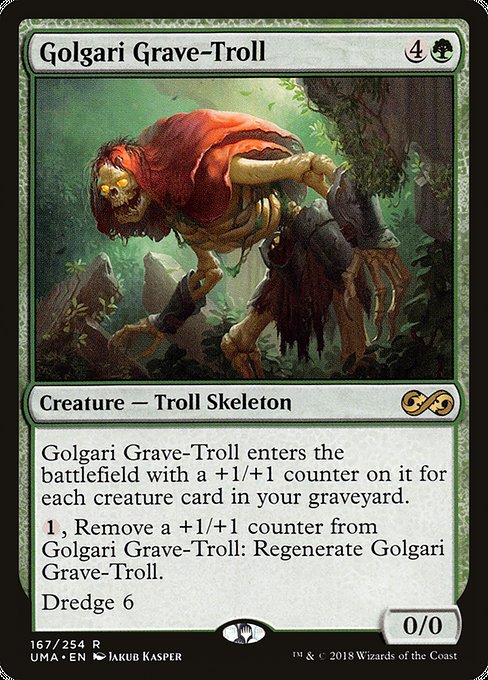 Golgari Grave-Troll 4
Creature — Troll Skeleton
Golgari Grave-Troll enters the
battlefield with a +1/+1 counter on it for
each creature card in your graveyard.
1, Remove a +1/+1 counter from
Golgari Grave-Troll: Regenerate Golgari
Grave-Troll.
Dredge 6
0/0
167/254 R
UMA • EN Jakub Kasper
™ & © 2018 Wizards of the Coast